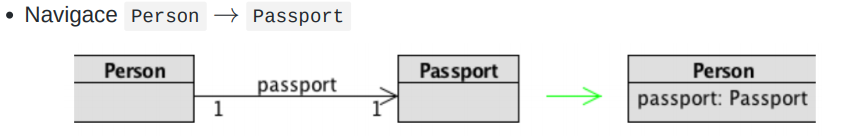 • Navigace Person → Passport
Person
passport
1
1
Passport
Person
passport: Passport